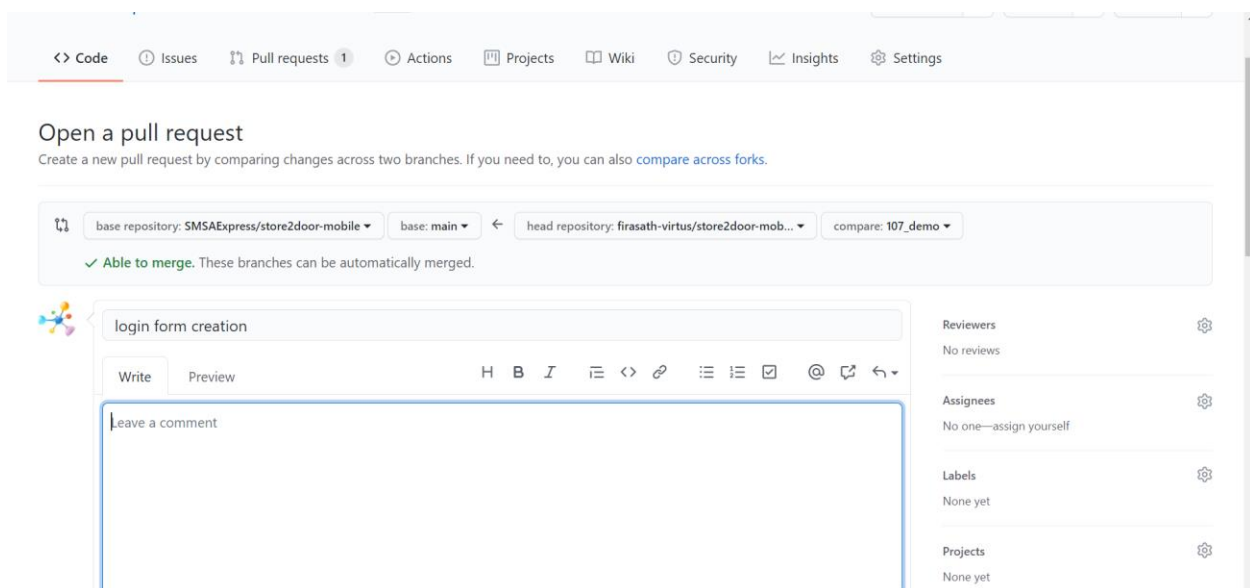 <> Code Issues Pull requests 1 Actions Projects Wiki Security Insights Settings
Open a pull request
Create a new pull request by comparing changes across two branches. If you need to, you can also compare across forks.
base repository: SMSAExpress/store2door-mobile base: main ← head repository: firasath-virtus/store2door-mob... compare: 107_demo
✓ Able to merge. These branches can be automatically merged.
login form creation
Write Preview H B I <> @
Leave a comment
Reviewers
No reviews
Assignees
No one—assign yourself
Labels
None yet
Projects
None yet